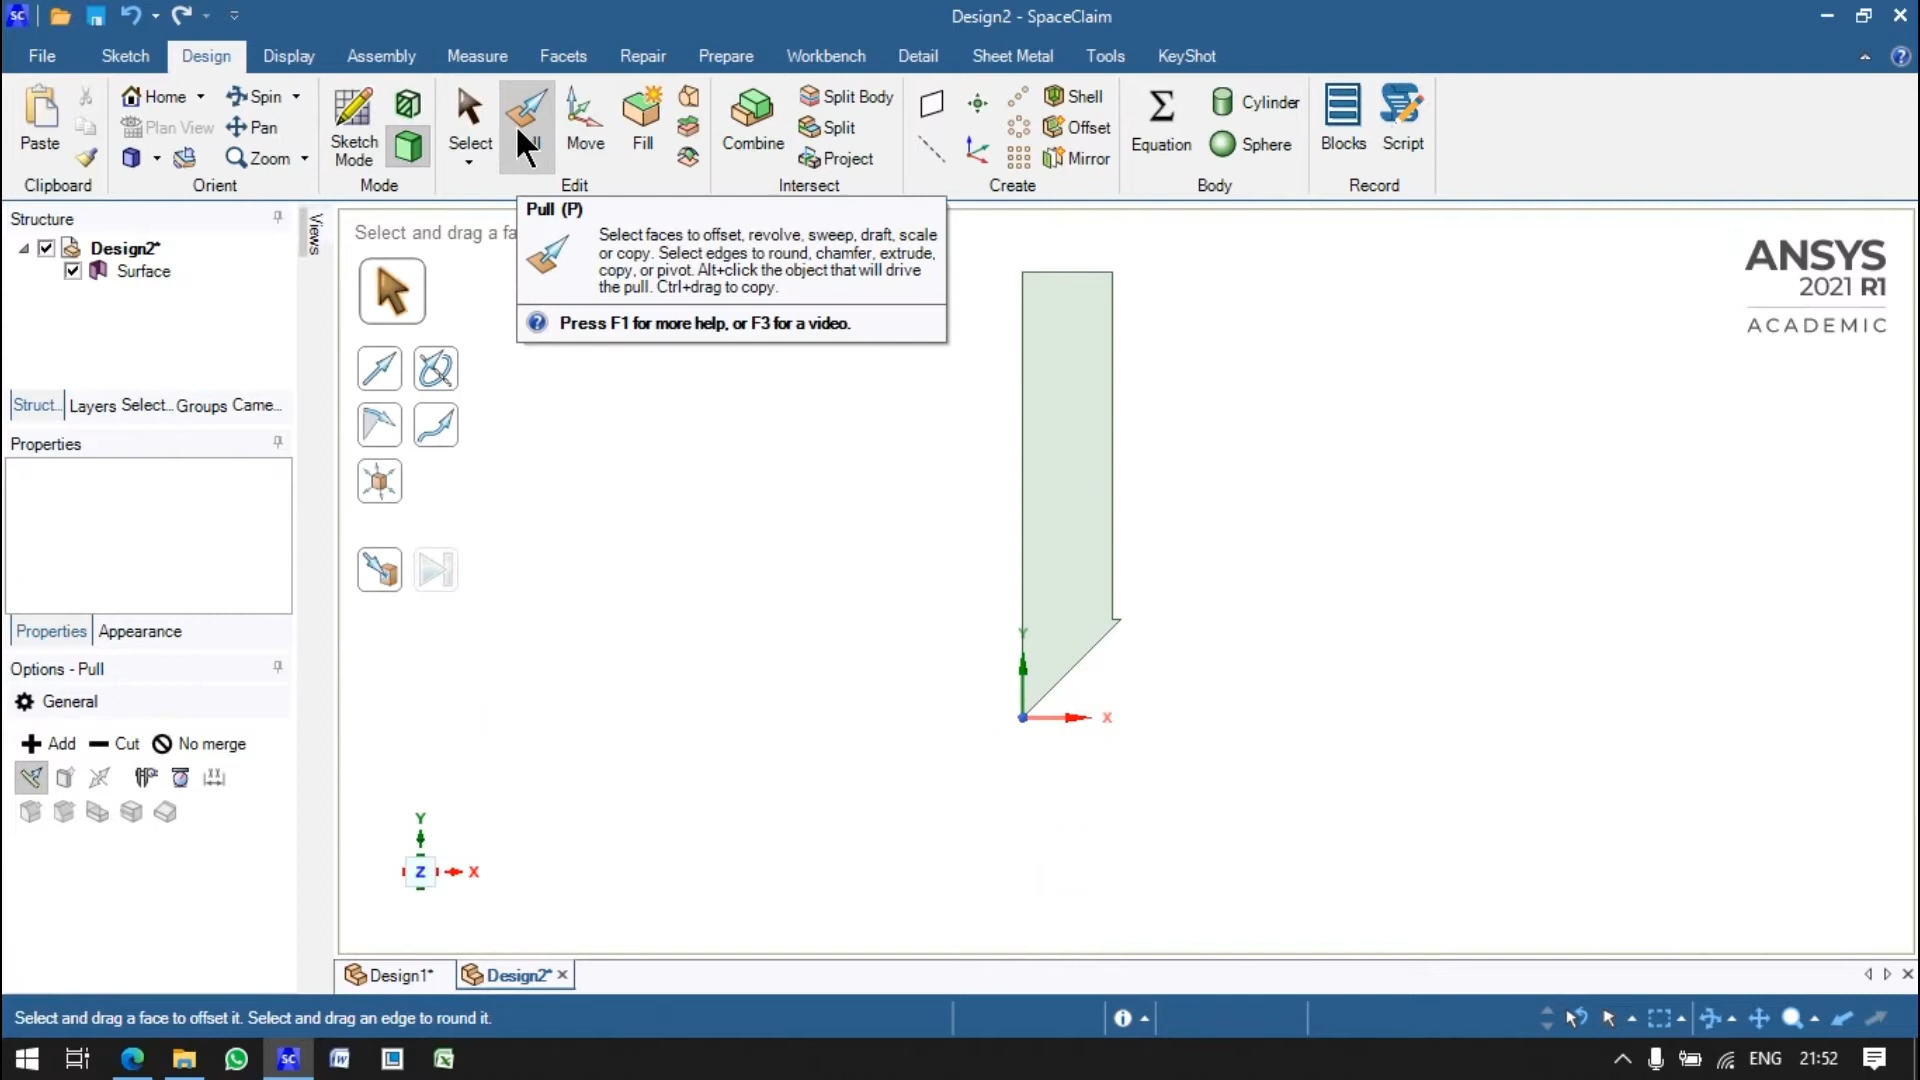 Design2 - SpaceClaim
File Sketch Design Display Assembly Measure Facets Repair Prepare Workbench Detail Sheet Metal Tools KeyShot
Paste
Clipboard
Home
Plan View
Spin
Pan
Zoom
Orient
Sketch
Mode
Mode
Select
Move
Fill
Edit
Combine
Split Body
Split
Project
Intersect
Shell
Offset
Mirror
Create
Equation
Cylinder
Sphere
Body
Blocks
Script
Record
Structure
Design2*
Surface
Struct... Layers Select... Groups Came...
Properties
Properties Appearance
Options - Pull
General
Add Cut No merge
Views
Select and drag a fa
Pull (P)
Select faces to offset, revolve, sweep, draft, scale
or copy. Select edges to round, chamfer, extrude,
copy, or pivot. Alt+click the object that will drive
the pull. Ctrl+drag to copy.
Press F1 for more help, or F3 for a video.
ANSYS
2021 R1
ACADEMIC
Y
X
Y
Z
X
Design1* Design2*
Select and drag a face to offset it. Select and drag an edge to round it.
ENG 21:52